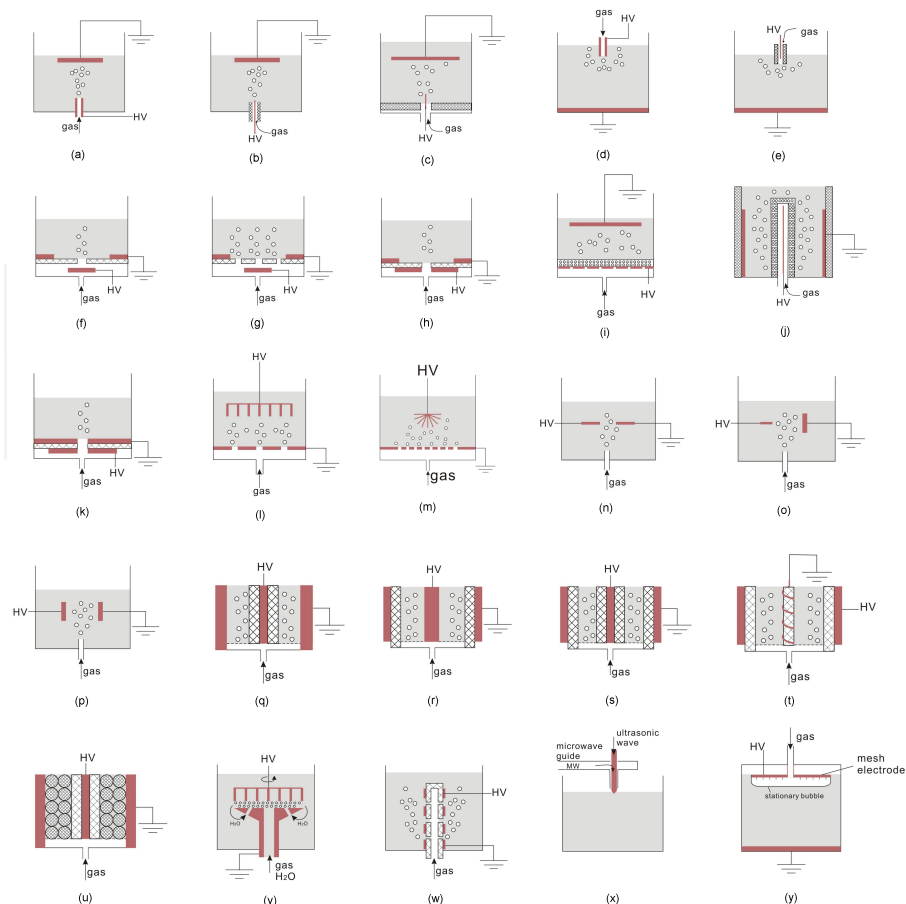 gas
HV
(a)
gas
HV
(b)
gas
HV
(c)
gas
HV
(d)
HV
gas
(e)
gas
HV
(f)
gas
HV
(g)
gas
HV
(h)
HV
gas
(i)
gas
HV
(j)
gas
HV
(k)
HV
gas
(l)
HV
gas
(m)
HV
gas
(n)
HV
gas
(o)
HV
gas
(p)
HV
gas
(q)
HV
gas
(r)
HV
gas
(s)
HV
gas
(t)
HV
gas
(u)
HV
H₂O
H₂O
gas
H₂O
(v)
HV
gas
(w)
ultrasonic
wave
microwave
guide
MW
(x)
gas
HV
mesh
electrode
stationary bubble
(y)